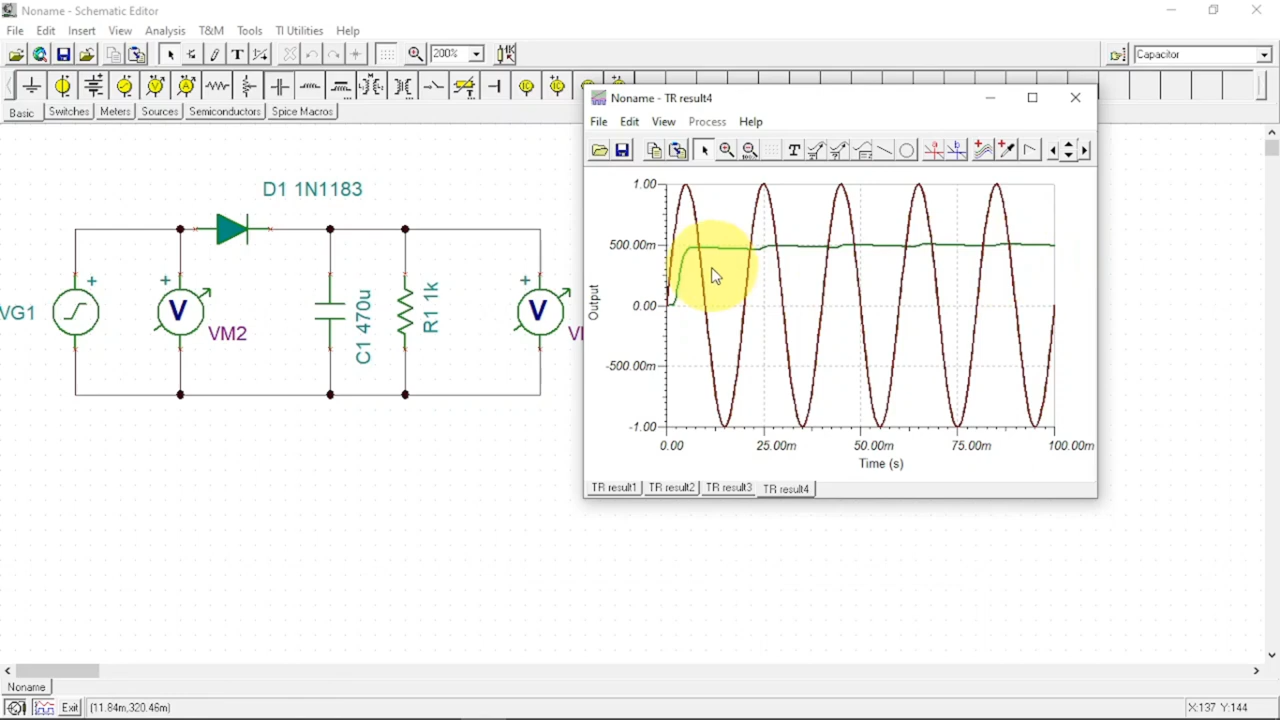 Noname - Schematic Editor
File Edit Insert View Analysis T&M Tools TI Utilities Help
200%
Capacitor
Basic Switches Meters Sources Semiconductors Spice Macros
Noname - TR result4
File Edit View Process Help
D1 1N1183
VG1
VM2
C1 470u
R1 1k
1.00
500.00m
0.00
-500.00m
-1.00
Output
0.00 25.00m 50.00m 75.00m 100.00m
Time (s)
TR result1 TR result2 TR result3 TR result4
Noname
Exit (11.84m,320.46m) X:137 Y:144